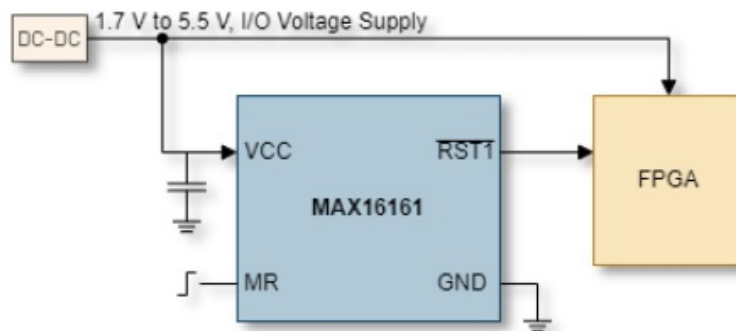 1.7 V to 5.5 V, I/O Voltage Supply
DC-DC
VCC
RST1
FPGA
MAX16161
MR
GND